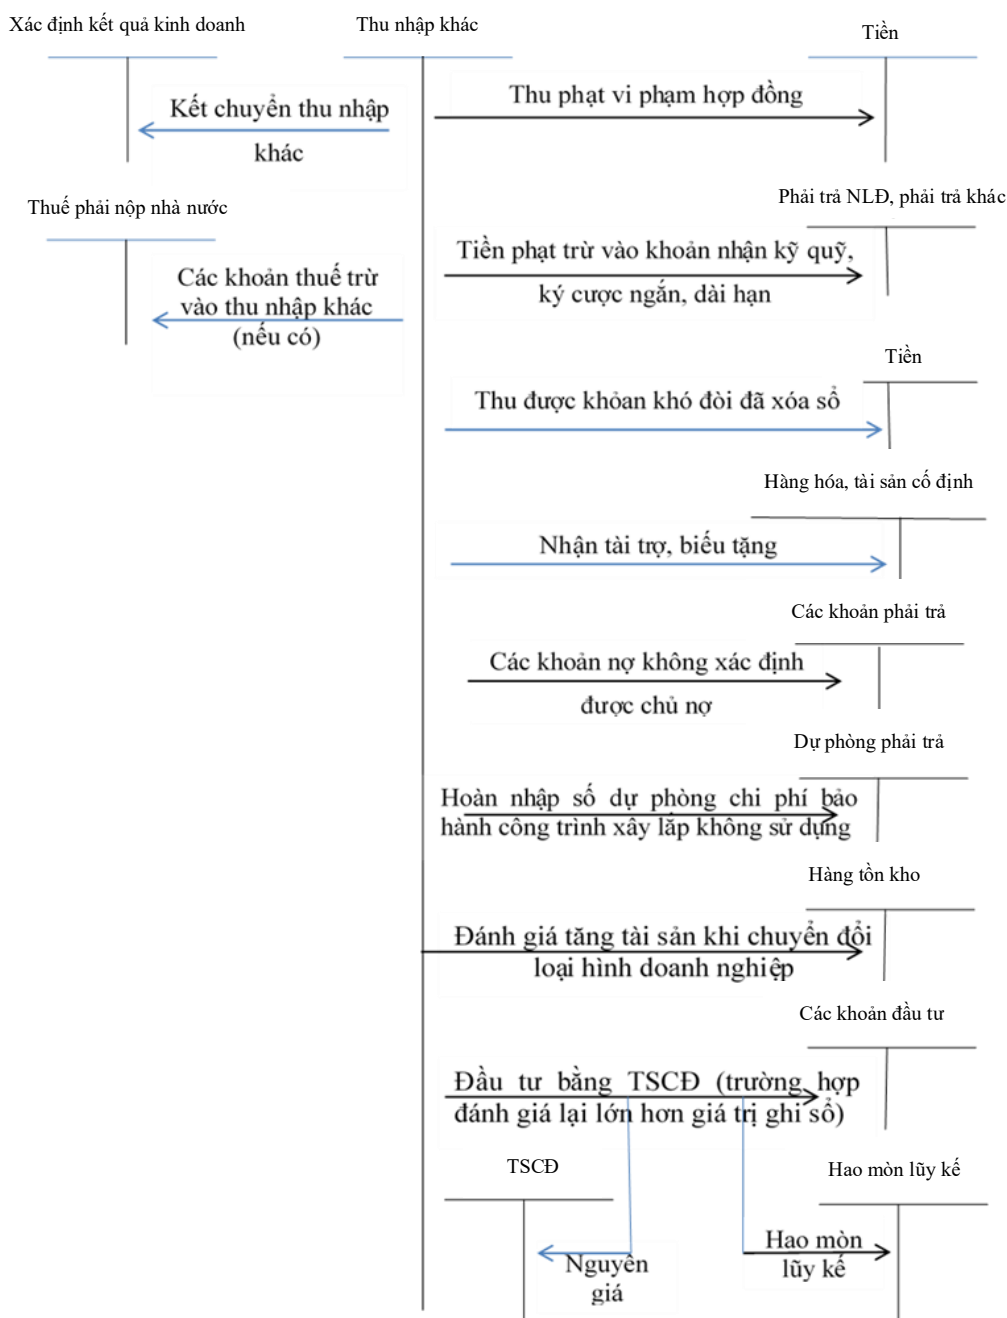 Xác định kết quả kinh doanh
Thu nhập khác
Tiền
Kết chuyển thu nhập
khác
Thu phạt vi phạm hợp đồng
Thuế phải nộp nhà nước
Phải trả NLĐ, phải trả khác
Các khoản thuế trừ
vào thu nhập khác
(nếu có)
Tiền phạt trừ vào khoản nhận kỹ quỹ,
ký cược ngắn, dài hạn
Tiền
Thu được khỏan khó đòi đã xóa sổ
Hàng hóa, tài sản cố định
Nhận tài trợ, biếu tặng
Các khoản phải trả
Các khoản nợ không xác định
được chủ nợ
Dự phòng phải trả
Hoàn nhập số dự phòng chi phí bảo
hành công trình xây lắp không sử dụng
Hàng tồn kho
Đánh giá tăng tài sản khi chuyển đổi
loại hình doanh nghiệp
Các khoản đầu tư
Đầu tư bằng TSCĐ (trường hợp
đánh giá lại lớn hơn giá trị ghi sổ)
TSCĐ
Hao mòn lũy kế
Nguyên
giá
Hao mòn
lũy kế